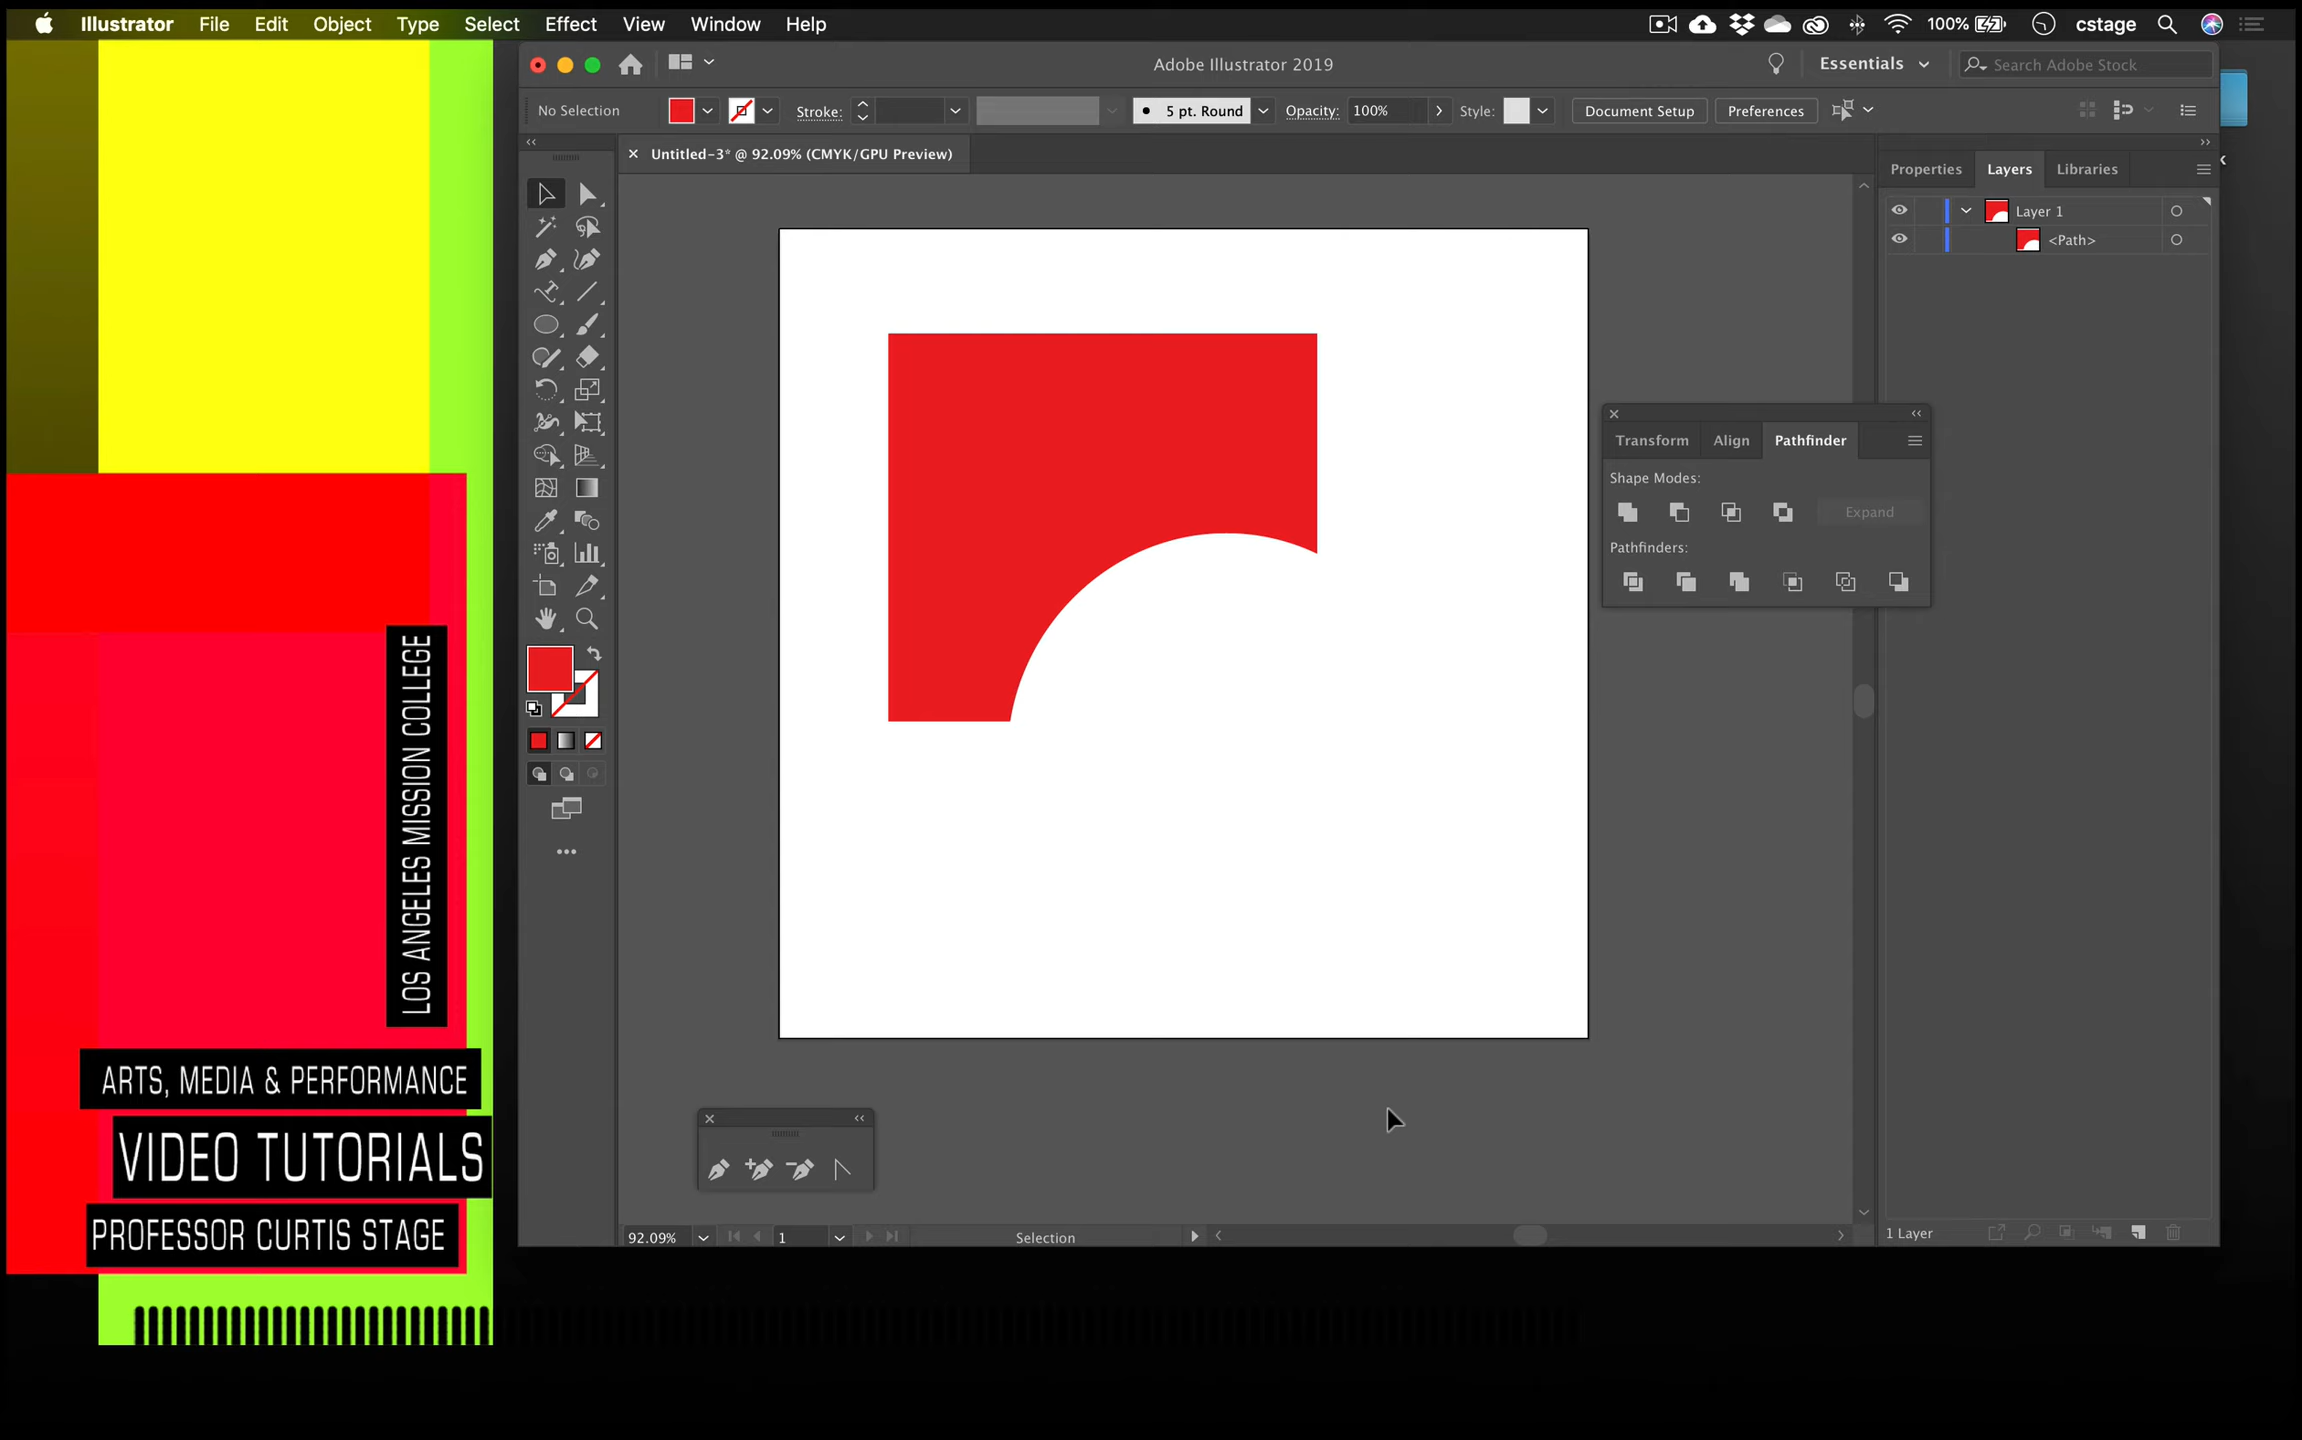 Illustrator File Edit Object Type Select Effect View Window Help
100% cstage
Adobe Illustrator 2019
Essentials
Search Adobe Stock
No Selection
Stroke:
5 pt. Round
Opacity: 100%
Style:
Document Setup
Preferences
Untitled-3* @ 92.09% (CMYK/GPU Preview)
Properties Layers Libraries
Layer 1
<Path>
Transform Align Pathfinder
Shape Modes:
Expand
Pathfinders:
LOS ANGELES MISSION COLLEGE
ARTS, MEDIA & PERFORMANCE
VIDEO TUTORIALS
PROFESSOR CURTIS STAGE
92.09%
1
Selection
1 Layer